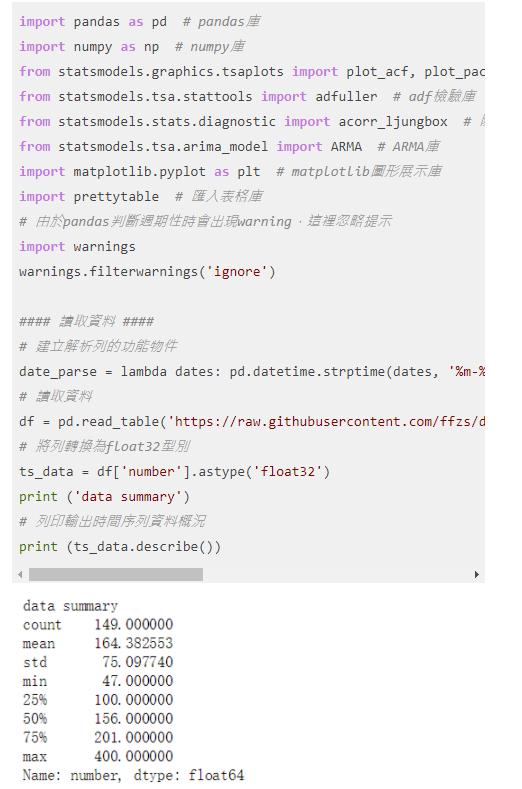 import pandas as pd  # pandas庫
import numpy as np  # numpy庫
from statsmodels.graphics.tsaplots import plot_acf, plot_pac
from statsmodels.tsa.stattools import adfuller  # adf檢驗庫
from statsmodels.stats.diagnostic import acorr_ljungbox  #
from statsmodels.tsa.arima_model import ARMA  # ARMA庫
import matplotlib.pyplot as plt  # matplotlib圖形展示庫
import prettytable  # 匯入表格庫
# 由於pandas判斷週期性時會出現warning，這裡忽略提示
import warnings
warnings.filterwarnings('ignore')
#### 讀取資料 ####
# 建立解析列的功能物件
date_parse = lambda dates: pd.datetime.strptime(dates, '%m-%
# 讀取資料
df = pd.read_table('https://raw.githubusercontent.com/ffzs/d
# 將列轉換為float32型別
ts_data = df['number'].astype('float32')
print ('data summary')
# 列印輸出時間序列資料概況
print (ts_data.describe())
data summary
count    149.000000
mean     164.382553
std       75.097740
min       47.000000
25%      100.000000
50%      156.000000
75%      201.000000
max      400.000000
Name: number, dtype: float64